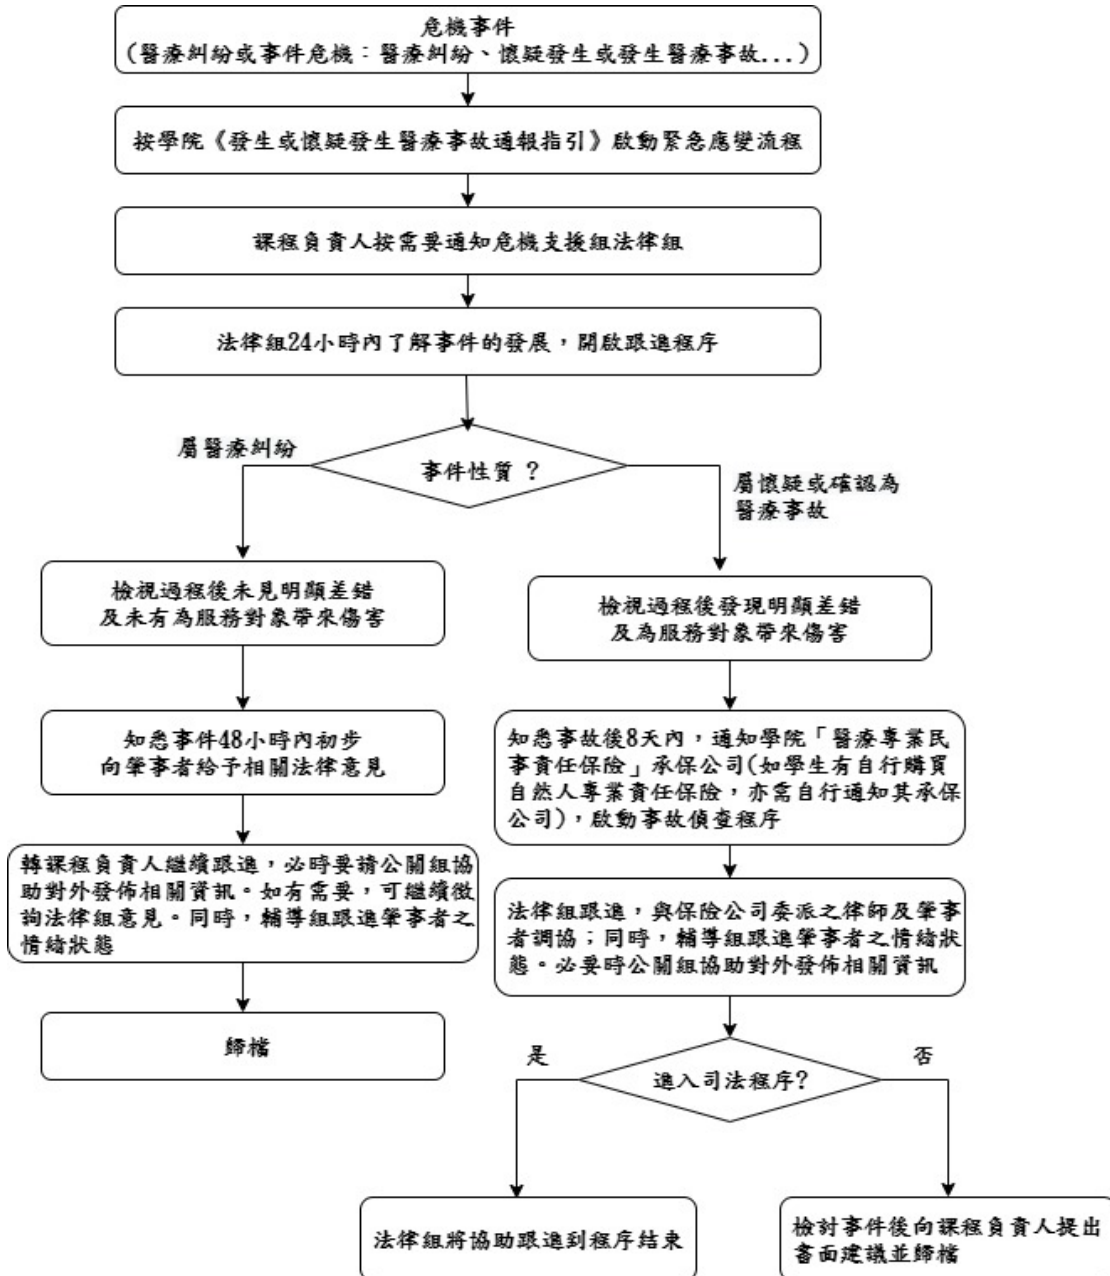 危機事件
(醫療糾紛或事件危機：醫療糾紛、懷疑發生或發生醫療事故...)
按學院《發生或懷疑發生醫療事故通報指引》啟動緊急應變流程
課程負責人按需要通知危機支援組法律組
法律組24小時內了解事件的發展，開啟跟進程序
事件性質 ?
屬醫療糾紛
檢視過程後未見明顯差錯
及未有為服務對象帶來傷害
知悉事件48小時內初步
向肇事者給予相關法律意見
轉課程負責人繼續跟進，必時要請公關組協
助對外發佈相關資訊。如有需要，可繼續徵
詢法律組意見。同時，輔導組跟進肇事者之
情緒狀態
歸檔
屬懷疑或確認為
醫療事故
檢視過程後發現明顯差錯
及為服務對象帶來傷害
知悉事故後8天內，通知學院「醫療專業民
事責任保險」承保公司(如學生有自行購買
自然人專業責任保險，亦需自行通知其承保
公司)，啟動事故偵查程序
法律組跟進，與保險公司委派之律師及肇事
者調協；同時，輔導組跟進肇事者之情緒狀
態。必要時公關組協助對外發佈相關資訊
進入司法程序?
是
法律組將協助跟進到程序結束
否
檢討事件後向課程負責人提出
書面建議並歸檔